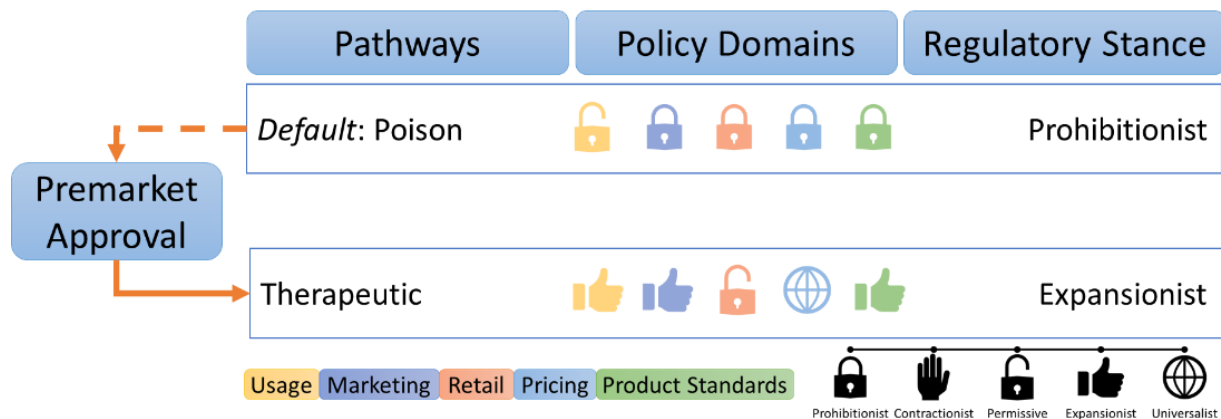 Pathways
Policy Domains
Regulatory Stance
Default: Poison
Prohibitionist
Premarket
Approval
Therapeutic
Expansionist
Usage
Marketing
Retail
Pricing
Product Standards
Prohibitionist
Contractionist
Permissive
Expansionist
Universalist